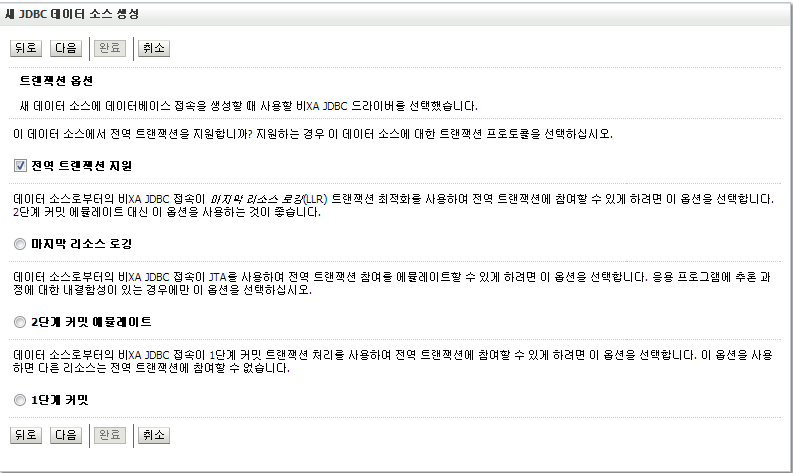 새 JDBC 데이터 소스 생성
뒤로 다음 완료 취소
트랜잭션 옵션
새 데이터 소스에 데이터베이스 접속을 생성할 때 사용할 비XA JDBC 드라이버를 선택했습니다.
이 데이터 소스에서 전역 트랜잭션을 지원합니까? 지원하는 경우 이 데이터 소스에 대한 트랜잭션 프로토콜을 선택하십시오.
전역 트랜잭션 지원
데이터 소스로부터의 비XA JDBC 접속이 마지막 리소스 로깅(LLR) 트랜잭션 최적화를 사용하여 전역 트랜잭션에 참여할 수 있게 하려면 이 옵션을 선택합니다.
2단계 커밋 에뮬레이트 대신 이 옵션을 사용하는 것이 좋습니다.
마지막 리소스 로깅
데이터 소스로부터의 비XA JDBC 접속이 JTA를 사용하여 전역 트랜잭션 참여를 에뮬레이트할 수 있게 하려면 이 옵션을 선택합니다. 응용 프로그램에 추론 과
정에 대한 내결함성이 있는 경우에만 이 옵션을 선택하십시오.
2단계 커밋 에뮬레이트
데이터 소스로부터의 비XA JDBC 접속이 1단계 커밋 트랜잭션 처리를 사용하여 전역 트랜잭션에 참여할 수 있게 하려면 이 옵션을 선택합니다. 이 옵션을 사용
하면 다른 리소스는 전역 트랜잭션에 참여할 수 없습니다.
1단계 커밋
뒤로 다음 완료 취소